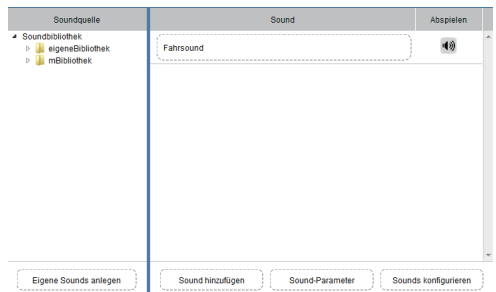 Soundquelle Sound Abspielen
Soundbibliothek
eigeneBibliothek
mBibliothek
Fahrsound
Eigene Sounds anlegen Sound hinzufügen Sound-Parameter Sounds konfigurieren